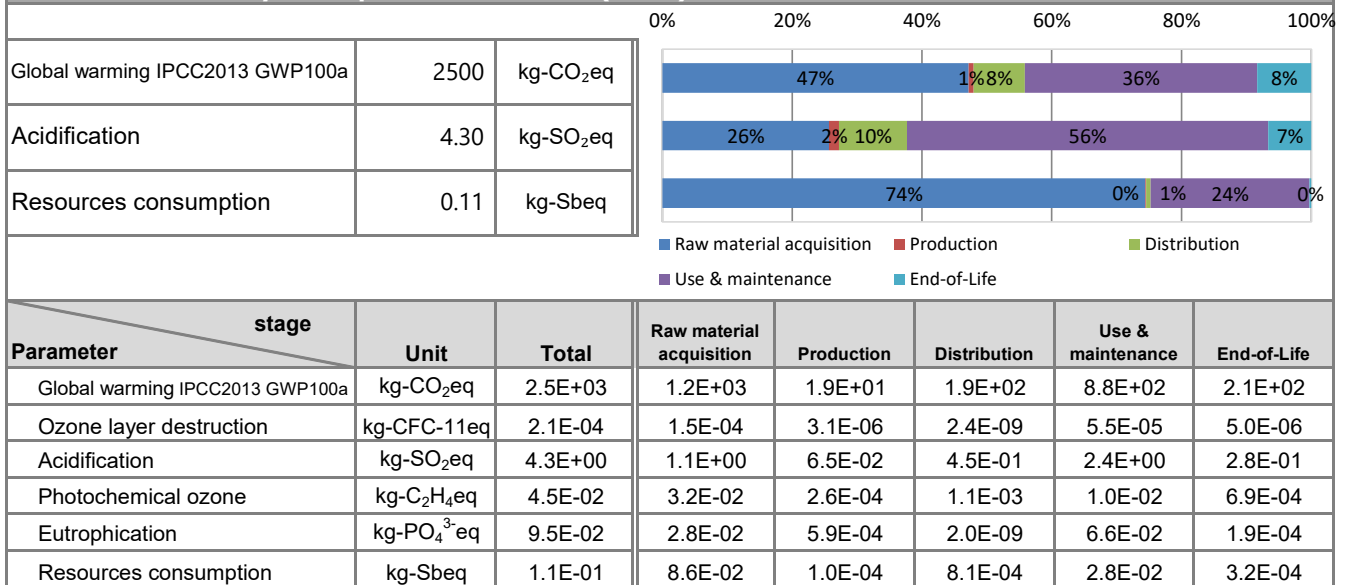 0% 20% 40% 60% 80% 100%
Global warming IPCC2013 GWP100a 2500 kg-CO₂eq
47% 1% 8% 36% 8%
Acidification 4.30 kg-SO₂eq
26% 2% 10% 56% 7%
Resources consumption 0.11 kg-Sbeq
74% 0% 1% 24% 0%
Raw material acquisition Production Distribution
Use & maintenance End-of-Life
stage
Parameter Unit Total Raw material acquisition Production Distribution Use & maintenance End-of-Life
Global warming IPCC2013 GWP100a kg-CO₂eq 2.5E+03 1.2E+03 1.9E+01 1.9E+02 8.8E+02 2.1E+02
Ozone layer destruction kg-CFC-11eq 2.1E-04 1.5E-04 3.1E-06 2.4E-09 5.5E-05 5.0E-06
Acidification kg-SO₂eq 4.3E+00 1.1E+00 6.5E-02 4.5E-01 2.4E+00 2.8E-01
Photochemical ozone kg-C₂H₄eq 4.5E-02 3.2E-02 2.6E-04 1.1E-03 1.0E-02 6.9E-04
Eutrophication kg-PO₄³⁻eq 9.5E-02 2.8E-02 5.9E-04 2.0E-09 6.6E-02 1.9E-04
Resources consumption kg-Sbeq 1.1E-01 8.6E-02 1.0E-04 8.1E-04 2.8E-02 3.2E-04